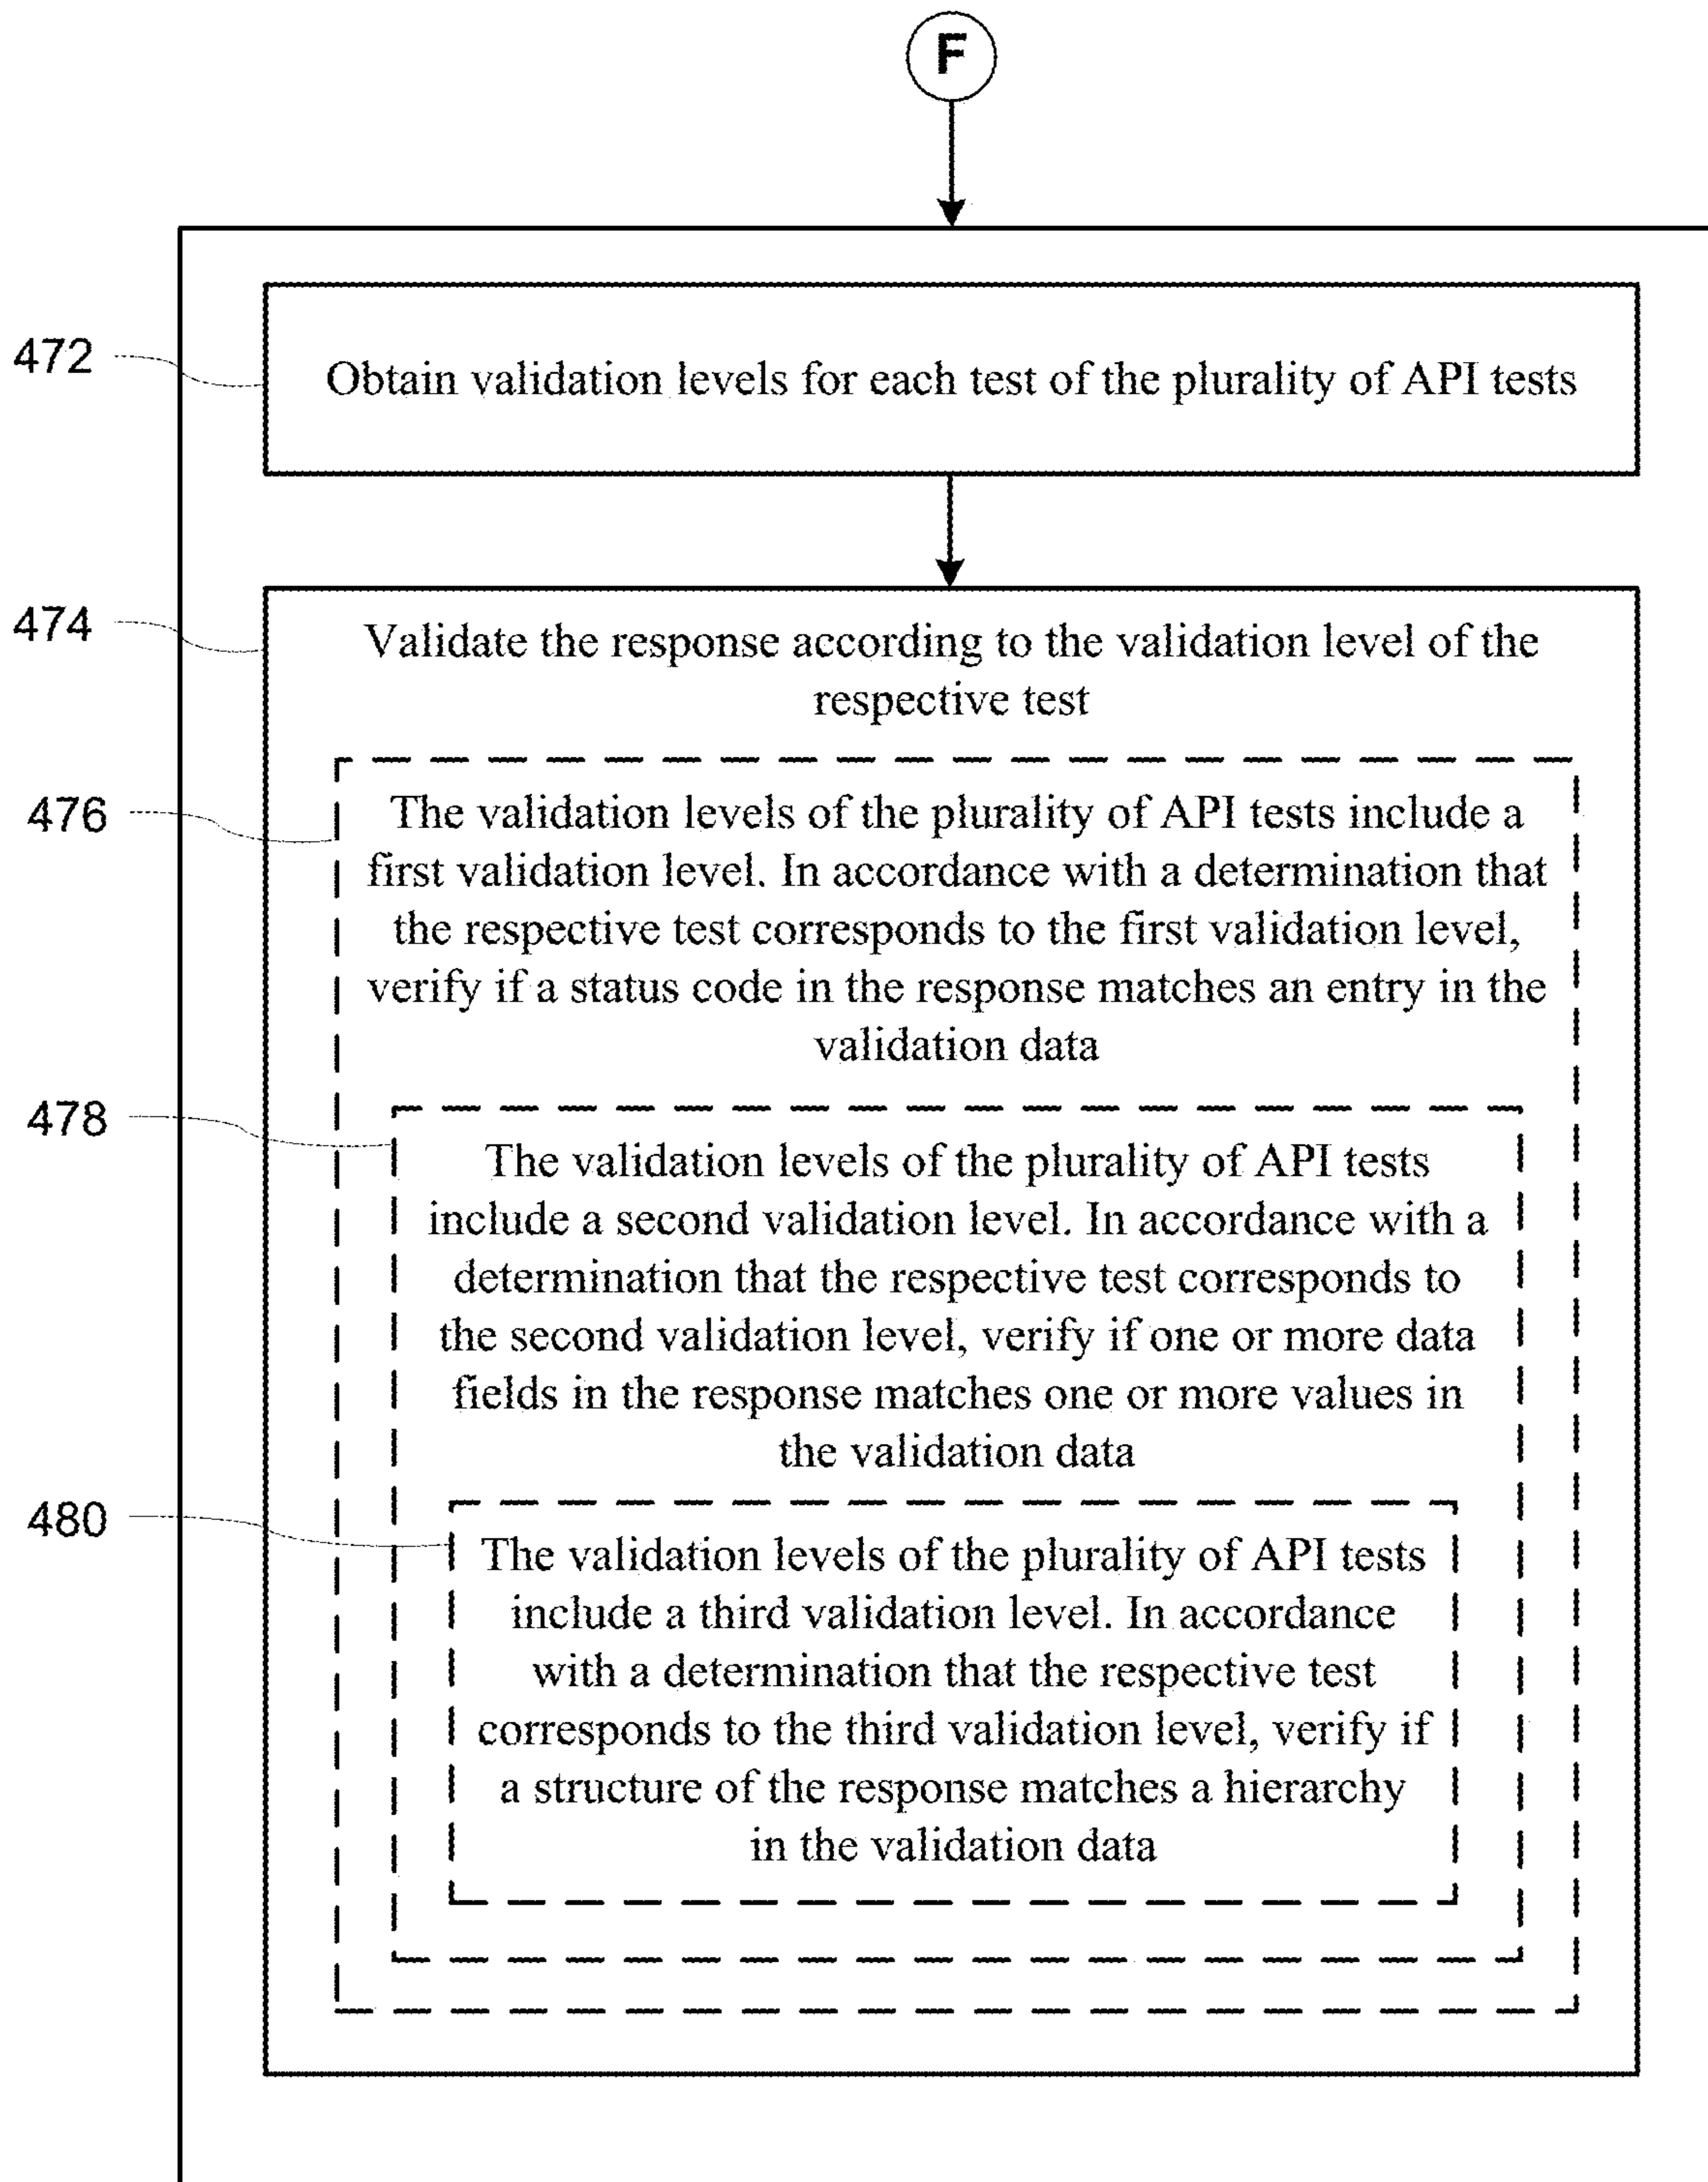 F
472
Obtain validation levels for each test of the plurality of API tests
474
Validate the response according to the validation level of the
respective test
476
The validation levels of the plurality of API tests include a
first validation level. In accordance with a determination that
the respective test corresponds to the first validation level,
verify if a status code in the response matches an entry in the
validation data
478
The validation levels of the plurality of API tests
include a second validation level. In accordance with a
determination that the respective test corresponds to
the second validation level, verify if one or more data
fields in the response matches one or more values in
the validation data
480
The validation levels of the plurality of API tests
include a third validation level. In accordance
with a determination that the respective test
corresponds to the third validation level, verify if
a structure of the response matches a hierarchy
in the validation data